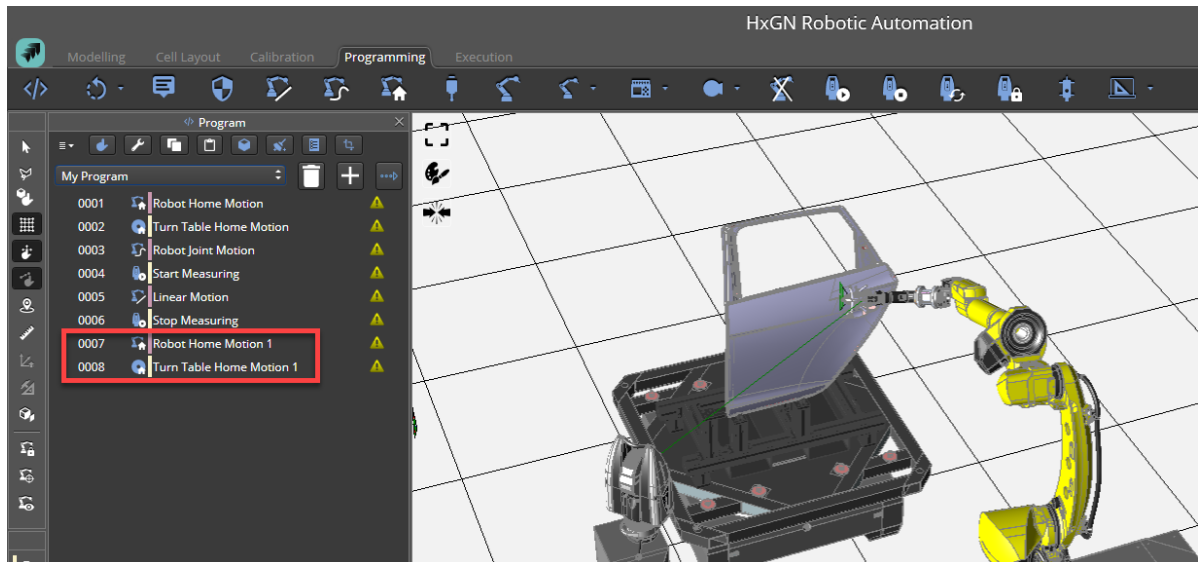 HxGN Robotic Automation
Modelling Cell Layout Calibration Programming Execution
</> Program
My Program
0001 Robot Home Motion
0002 Turn Table Home Motion
0003 Robot Joint Motion
0004 Start Measuring
0005 Linear Motion
0006 Stop Measuring
0007 Robot Home Motion 1
0008 Turn Table Home Motion 1